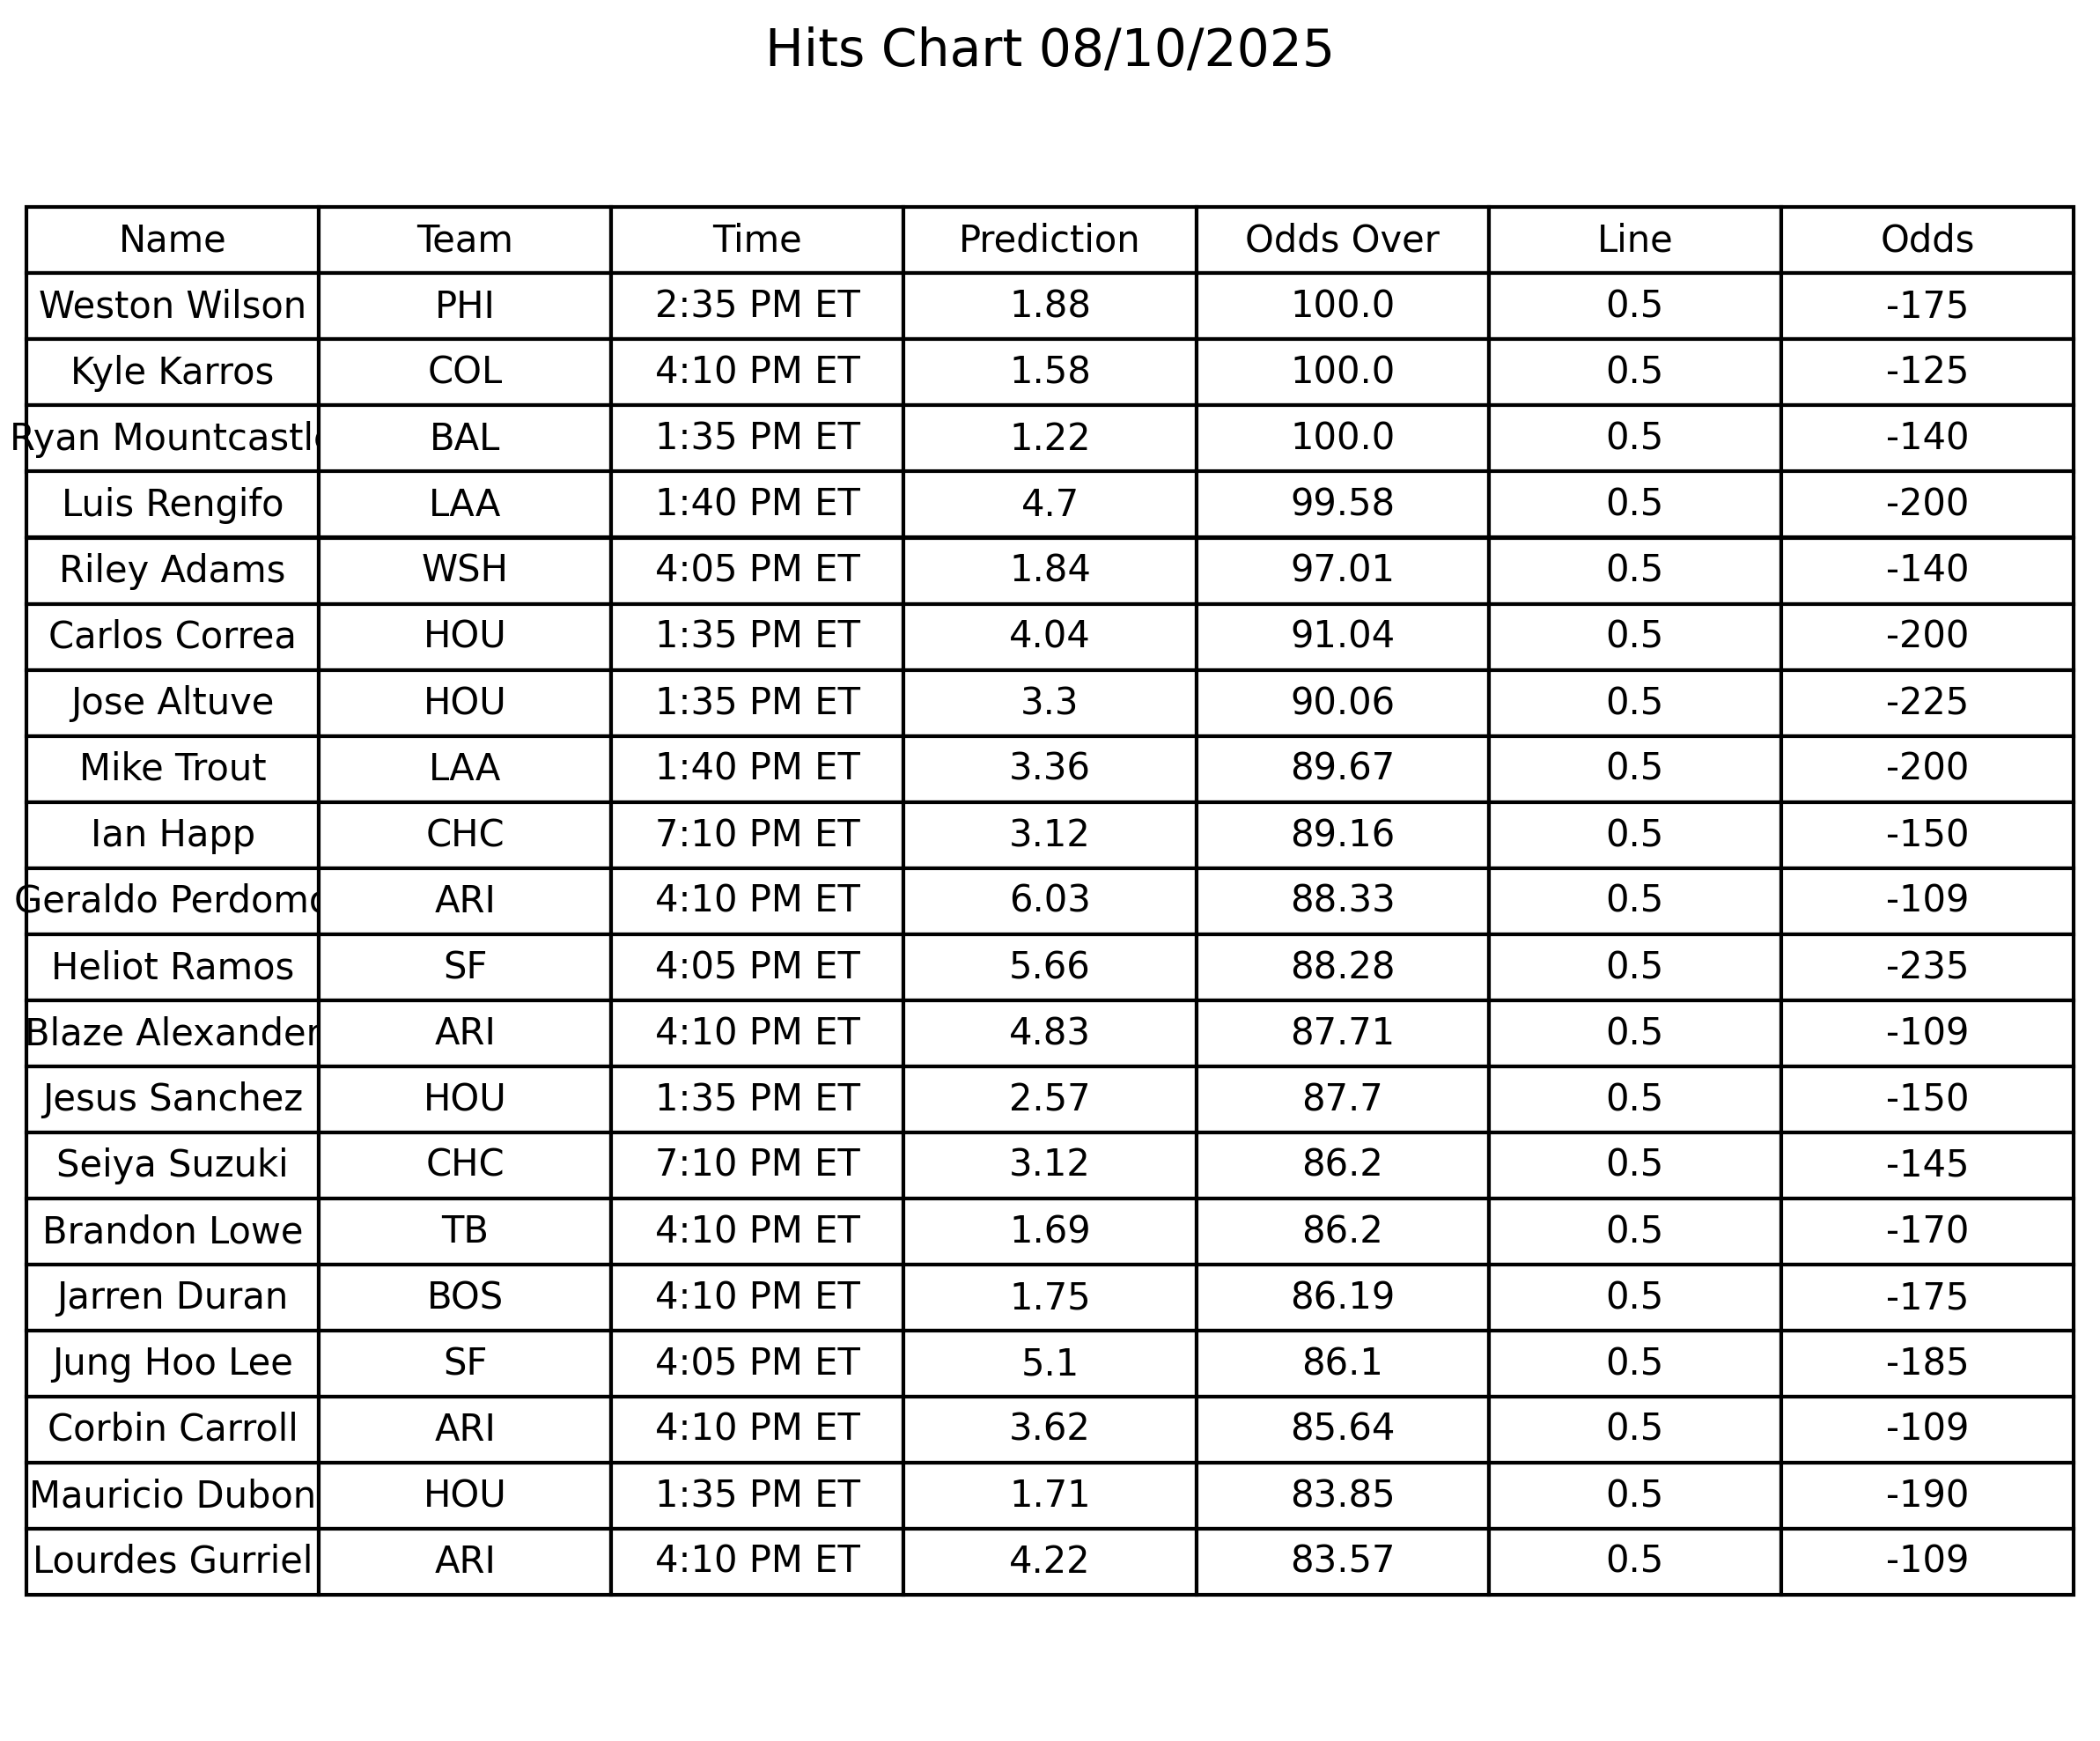 Hits Chart 08/10/2025
Name Team Time Prediction Odds Over Line Odds
Weston Wilson PHI 2:35 PM ET 1.88 100.0 0.5 -175
Kyle Karros COL 4:10 PM ET 1.58 100.0 0.5 -125
Ryan Mountcastle BAL 1:35 PM ET 1.22 100.0 0.5 -140
Luis Rengifo LAA 1:40 PM ET 4.7 99.58 0.5 -200
Riley Adams WSH 4:05 PM ET 1.84 97.01 0.5 -140
Carlos Correa HOU 1:35 PM ET 4.04 91.04 0.5 -200
Jose Altuve HOU 1:35 PM ET 3.3 90.06 0.5 -225
Mike Trout LAA 1:40 PM ET 3.36 89.67 0.5 -200
Ian Happ CHC 7:10 PM ET 3.12 89.16 0.5 -150
Geraldo Perdomo ARI 4:10 PM ET 6.03 88.33 0.5 -109
Heliot Ramos SF 4:05 PM ET 5.66 88.28 0.5 -235
Blaze Alexander ARI 4:10 PM ET 4.83 87.71 0.5 -109
Jesus Sanchez HOU 1:35 PM ET 2.57 87.7 0.5 -150
Seiya Suzuki CHC 7:10 PM ET 3.12 86.2 0.5 -145
Brandon Lowe TB 4:10 PM ET 1.69 86.2 0.5 -170
Jarren Duran BOS 4:10 PM ET 1.75 86.19 0.5 -175
Jung Hoo Lee SF 4:05 PM ET 5.1 86.1 0.5 -185
Corbin Carroll ARI 4:10 PM ET 3.62 85.64 0.5 -109
Mauricio Dubon HOU 1:35 PM ET 1.71 83.85 0.5 -190
Lourdes Gurriel ARI 4:10 PM ET 4.22 83.57 0.5 -109